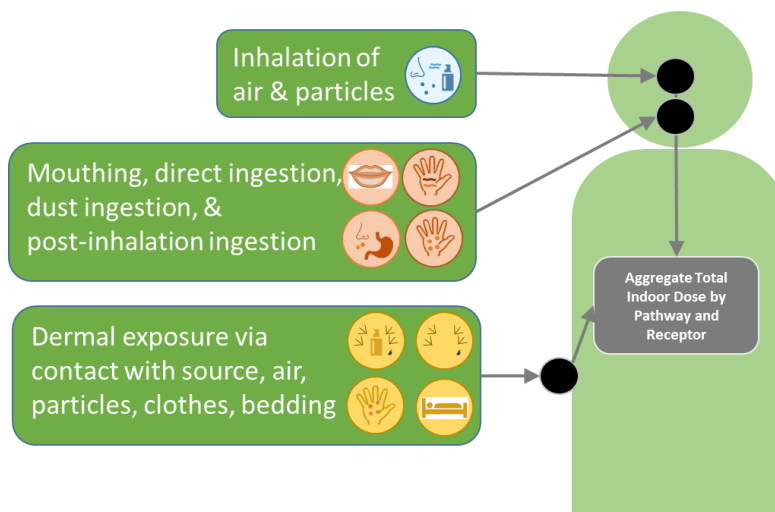 Inhalation of
air & particles
Mouthing, direct ingestion,
dust ingestion, &
post-inhalation ingestion
Dermal exposure via
contact with source, air,
particles, clothes, bedding
Aggregate Total
Indoor Dose by
Pathway and
Receptor